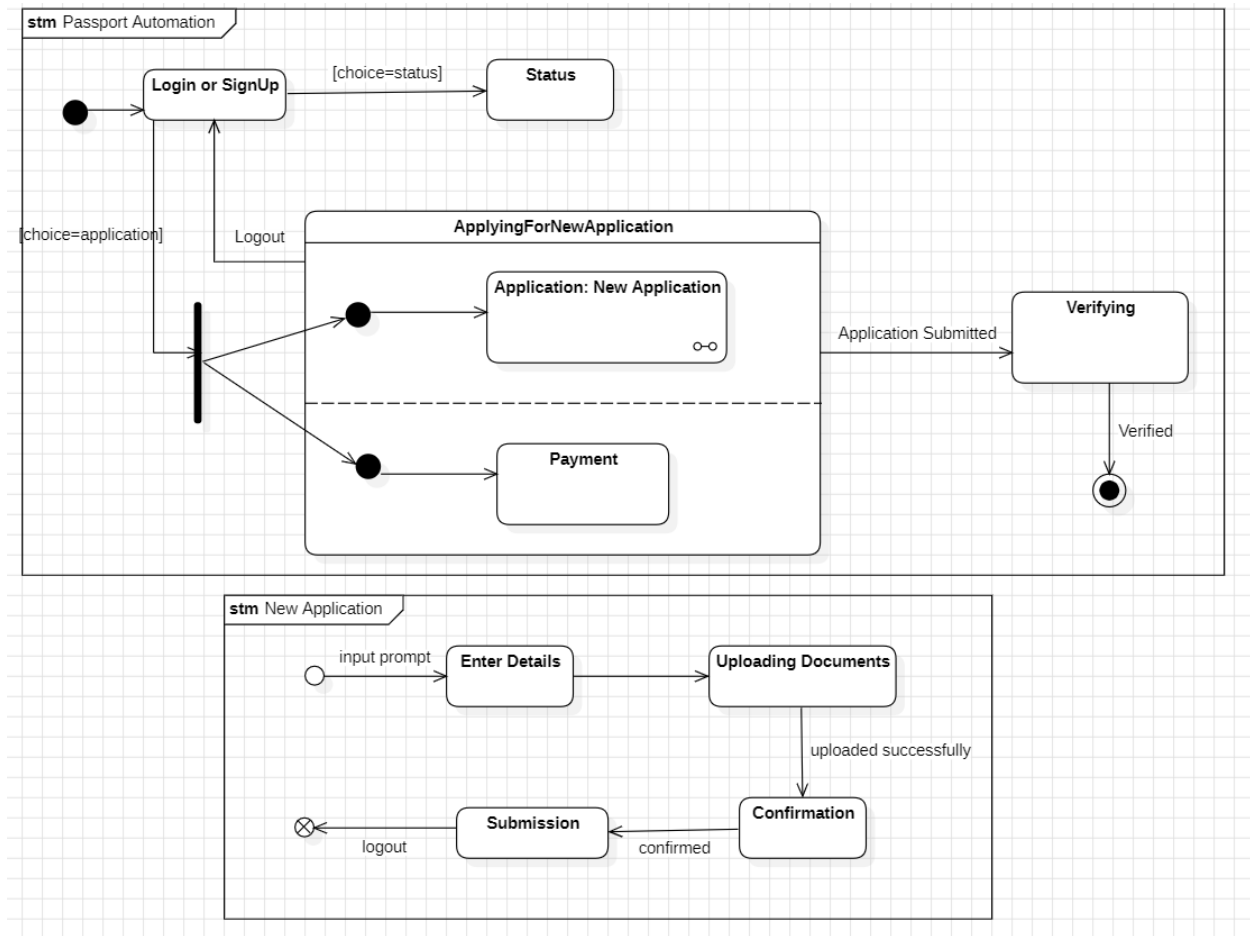 stm Passport Automation
Login or SignUp
[choice=status]
Status
[choice=application]
Logout
ApplyingForNewApplication
Application: New Application
Application Submitted
Verifying
Verified
Payment
stm New Application
input prompt
Enter Details
Uploading Documents
uploaded successfully
Confirmation
confirmed
Submission
logout